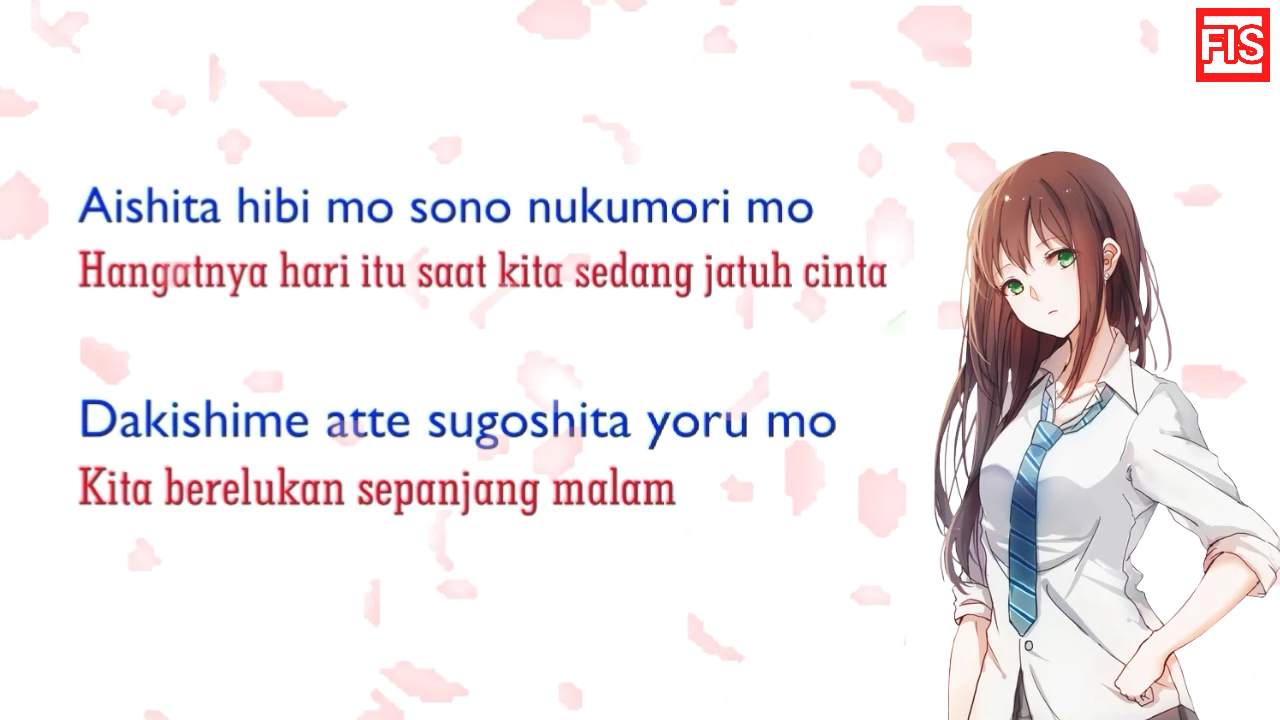 FIS
Aishita hibi mo sono nukumori mo
Hangatnya hari itu saat kita sedang jatuh cinta
Dakishime atte sugoshita yoru mo
Kita berelukan sepanjang malam